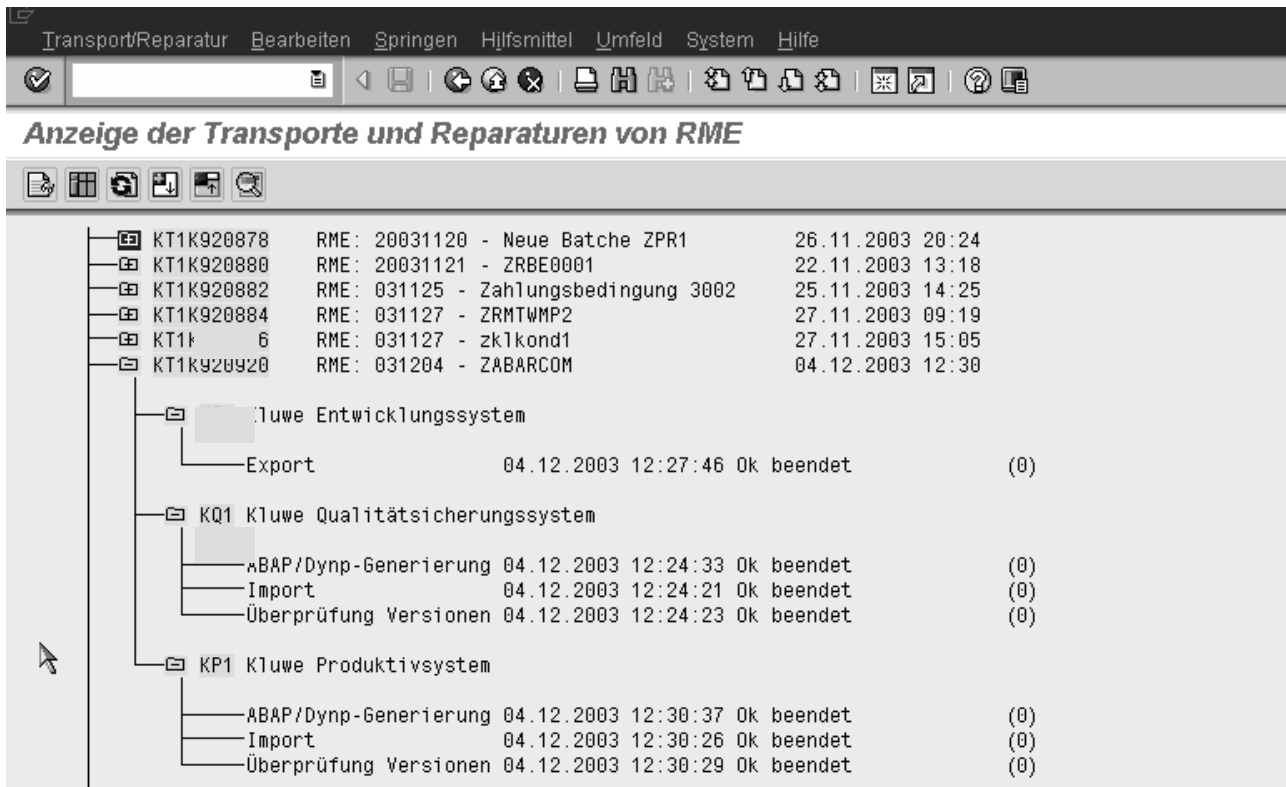 Transport/Reparatur Bearbeiten Springen Hilfsmittel Umfeld System Hilfe
Anzeige der Transporte und Reparaturen von RME
KT1K920878 RME: 20031120 - Neue Batche ZPR1 26.11.2003 20:24
KT1K920880 RME: 20031121 - ZRBE0001 22.11.2003 13:18
KT1K920882 RME: 031125 - Zahlungsbedingung 3002 25.11.2003 14:25
KT1K920884 RME: 031127 - ZRMTWMP2 27.11.2003 09:19
RME: 031127 - zklkond1 27.11.2003 15:05
KT1K920920 RME: 031204 - ZABARCOM 04.12.2003 12:30
Kluwe Entwicklungssystem
Export 04.12.2003 12:27:46 Ok beendet (0)
KQ1 Kluwe Qualitätsicherungssystem
ABAP/Dynp-Generierung 04.12.2003 12:24:33 Ok beendet (0)
Import 04.12.2003 12:24:21 Ok beendet (0)
Überprüfung Versionen 04.12.2003 12:24:23 Ok beendet (0)
KP1 Kluwe Produktivsystem
ABAP/Dynp-Generierung 04.12.2003 12:30:37 Ok beendet (0)
Import 04.12.2003 12:30:26 Ok beendet (0)
Überprüfung Versionen 04.12.2003 12:30:29 Ok beendet (0)